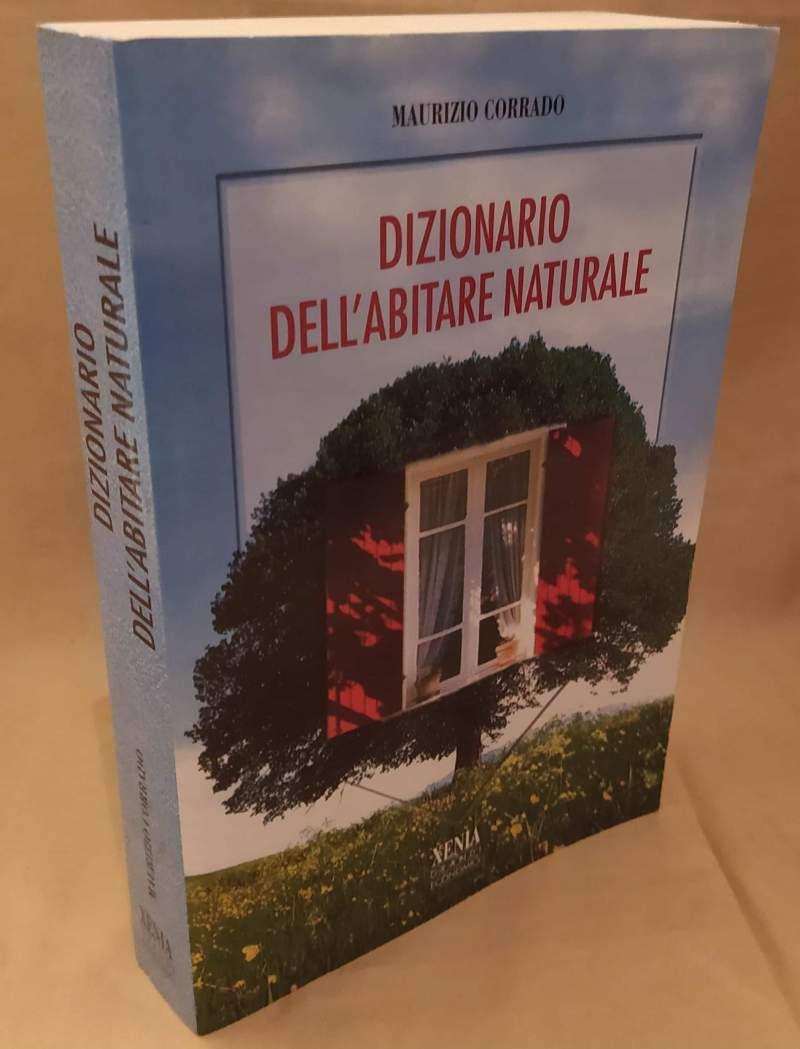 MAURIZIO CORRADO
DIZIONARIO
DELL'ABITARE NATURALE
XENIA
DIZIONARIO
DELL'ABITARE NATURALE
MAURIZIO CORRADO
XENIA